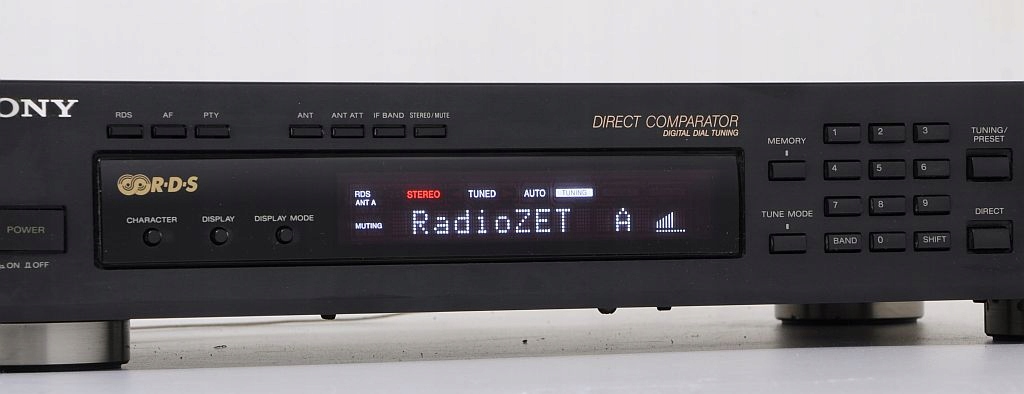 ONY
RDS AF PTY ANT ANT ATT IF BAND STEREO/MUTE
DIRECT COMPARATOR
DIGITAL DIAL TUNING
R·D·S
CHARACTER DISPLAY DISPLAY MODE
RDS STEREO TUNED AUTO TUNING
ANT A
MUTING RadioZET A
POWER
ON OFF
MEMORY
TUNE MODE
1 2 3
4 5 6
7 8 9
BAND 0 SHIFT
TUNING/
PRESET
DIRECT